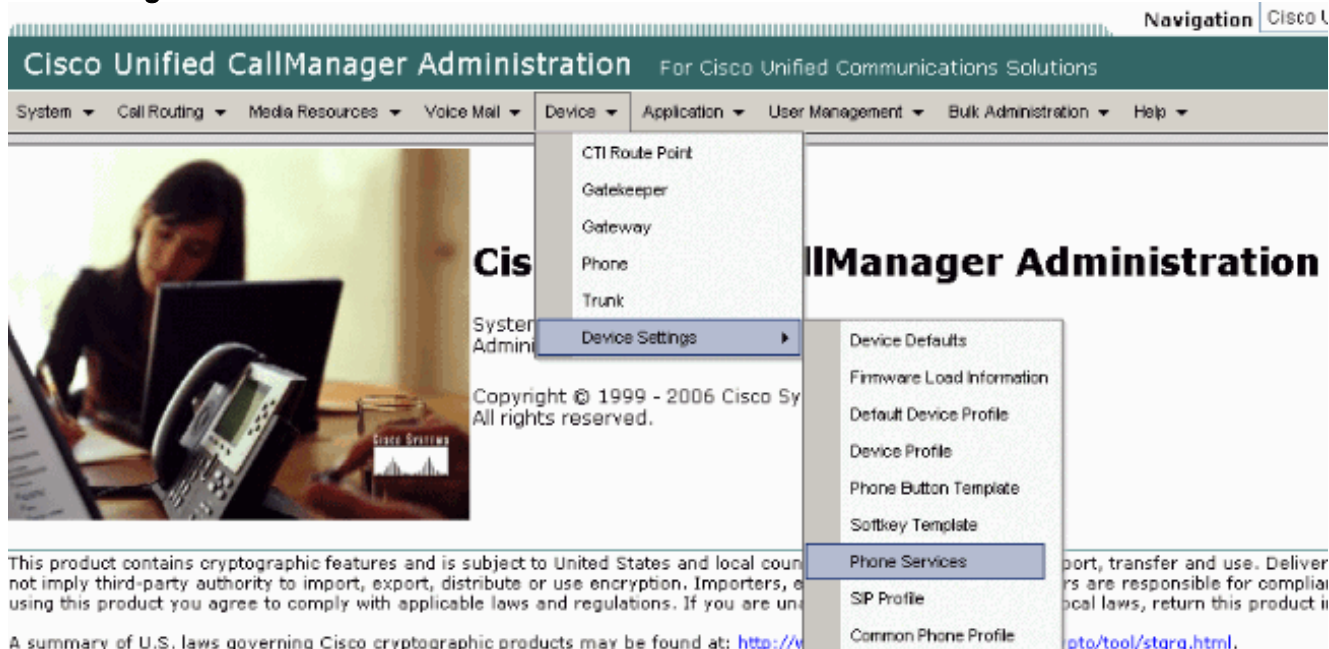 Navigation Cisco U
Cisco Unified CallManager Administration For Cisco Unified Communications Solutions
System Call Routing Media Resources Voice Mail Device Application User Management Bulk Administration Help
CTI Route Point
Gatekeeper
Gateway
Phone
Trunk
Device Settings
Device Defaults
Firmware Load Information
Default Device Profile
Device Profile
Phone Button Template
Softkey Template
Phone Services
SIP Profile
Common Phone Profile
Cis llManager Administration
System
Admini
Copyright © 1999 - 2006 Cisco Sy
All rights reserved.
Cisco Systems
This product contains cryptographic features and is subject to United States and local coun port, transfer and use. Deliver
not imply third-party authority to import, export, distribute or use encryption. Importers, e rs are responsible for complian
using this product you agree to comply with applicable laws and regulations. If you are una ocal laws, return this product i
A summary of U.S. laws governing Cisco cryptographic products may be found at: http://w pto/tool/stqrg.html.